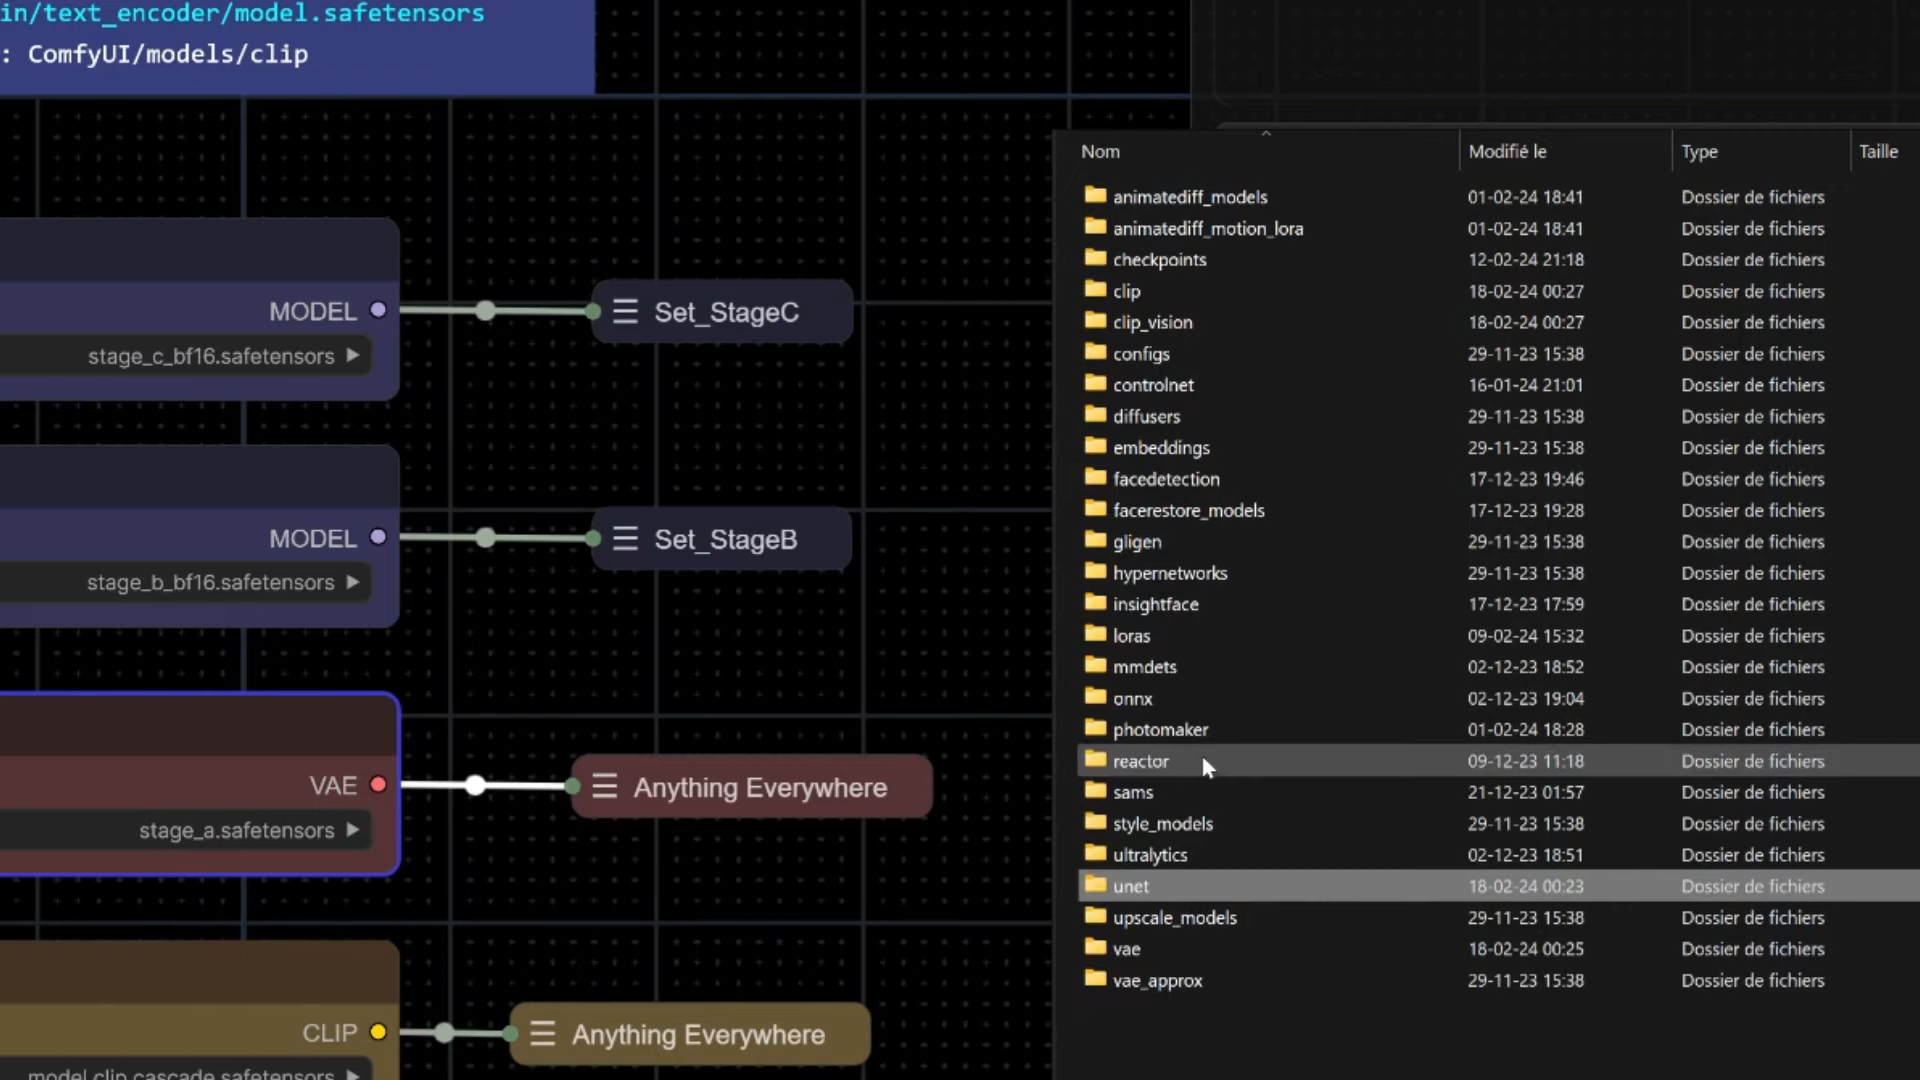 in/text_encoder/model.safetensors
: ComfyUI/models/clip
MODEL
stage_c_bf16.safetensors
Set_StageC
MODEL
stage_b_bf16.safetensors
Set_StageB
VAE
stage_a.safetensors
Anything Everywhere
CLIP
model.clip.cascade.safetensors
Anything Everywhere
Nom Modifié le Type Taille
animatediff_models 01-02-24 18:41 Dossier de fichiers
animatediff_motion_lora 01-02-24 18:41 Dossier de fichiers
checkpoints 12-02-24 21:18 Dossier de fichiers
clip 18-02-24 00:27 Dossier de fichiers
clip_vision 18-02-24 00:27 Dossier de fichiers
configs 29-11-23 15:38 Dossier de fichiers
controlnet 16-01-24 21:01 Dossier de fichiers
diffusers 29-11-23 15:38 Dossier de fichiers
embeddings 29-11-23 15:38 Dossier de fichiers
facedetection 17-12-23 19:46 Dossier de fichiers
facerestore_models 17-12-23 19:28 Dossier de fichiers
gligen 29-11-23 15:38 Dossier de fichiers
hypernetworks 29-11-23 15:38 Dossier de fichiers
insightface 17-12-23 17:59 Dossier de fichiers
loras 09-02-24 15:32 Dossier de fichiers
mmdets 02-12-23 18:52 Dossier de fichiers
onnx 02-12-23 19:04 Dossier de fichiers
photomaker 01-02-24 18:28 Dossier de fichiers
reactor 09-12-23 11:18 Dossier de fichiers
sams 21-12-23 01:57 Dossier de fichiers
style_models 29-11-23 15:38 Dossier de fichiers
ultralytics 02-12-23 18:51 Dossier de fichiers
unet 18-02-24 00:23 Dossier de fichiers
upscale_models 29-11-23 15:38 Dossier de fichiers
vae 18-02-24 00:25 Dossier de fichiers
vae_approx 29-11-23 15:38 Dossier de fichiers